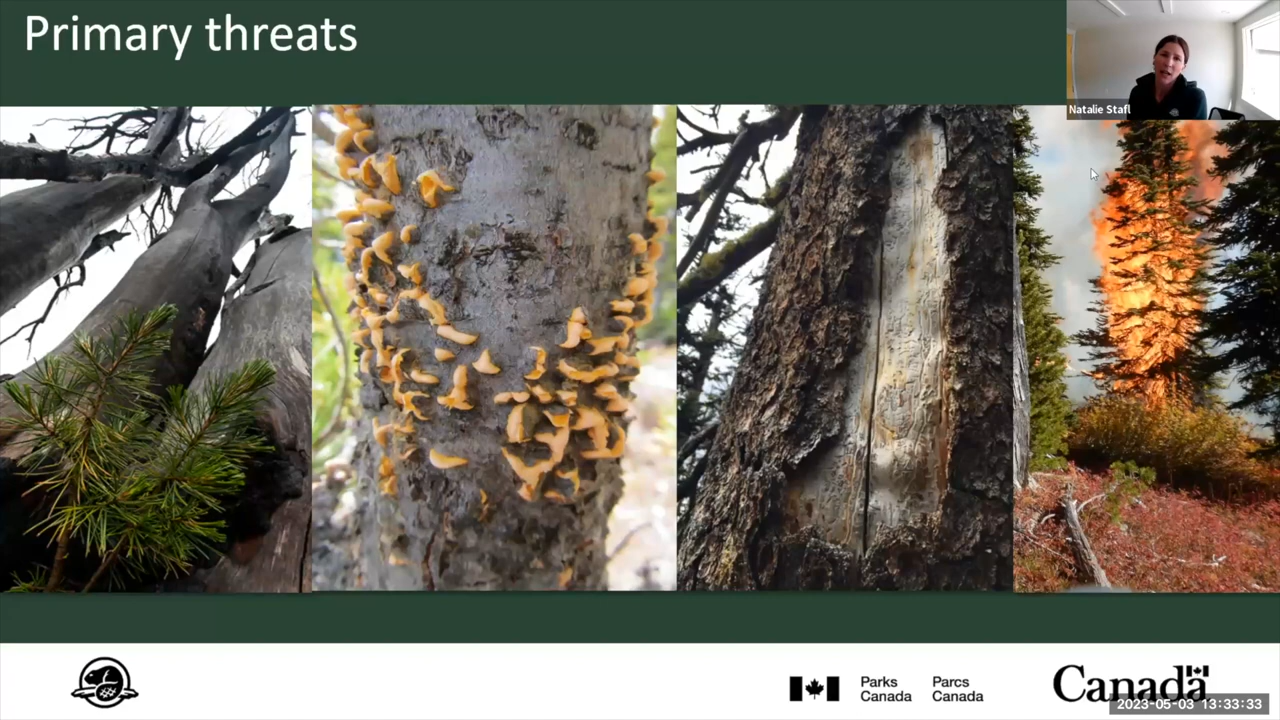 Primary threats
Natalie Stafl
Parks Canada
Parcs Canada
Canada
2023-05-03 13:33:33